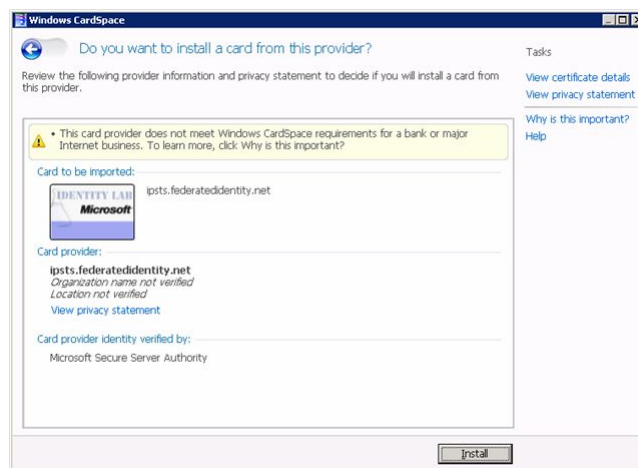 Windows CardSpace
Do you want to install a card from this provider?
Review the following provider information and privacy statement to decide if you will install a card from
this provider.
• This card provider does not meet Windows CardSpace requirements for a bank or major
Internet business. To learn more, click Why is this important?
Card to be imported:
IDENTITY LAB
Microsoft
ipsts.federatedidentity.net
Card provider:
ipsts.federatedidentity.net
Organization name not verified
Location not verified
View privacy statement
Card provider identity verified by:
Microsoft Secure Server Authority
Tasks
View certificate details
View privacy statement
Why is this important?
Help
Install